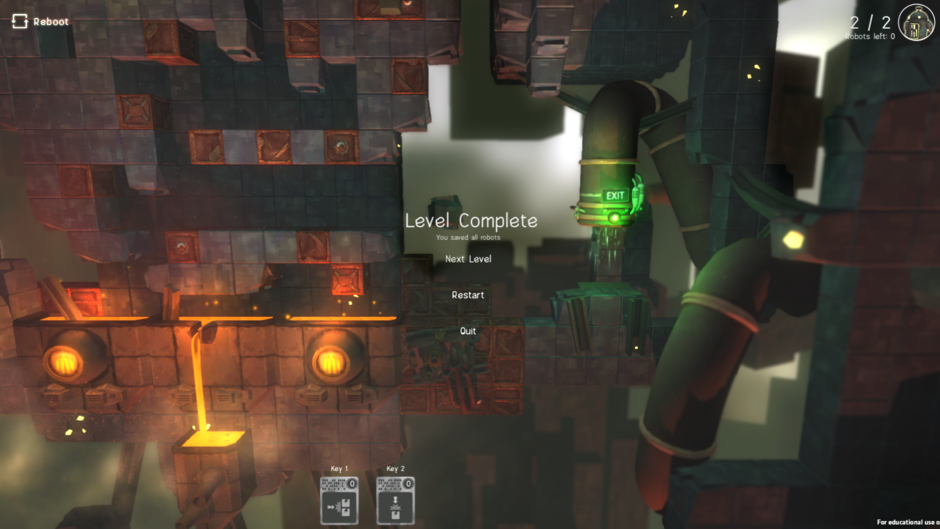 Reboot
2 / 2
Robots left: 0
EXIT
Level Complete
You saved all robots
Next Level
Restart
Quit
Key 1
Key 2
0
0
For educational use o